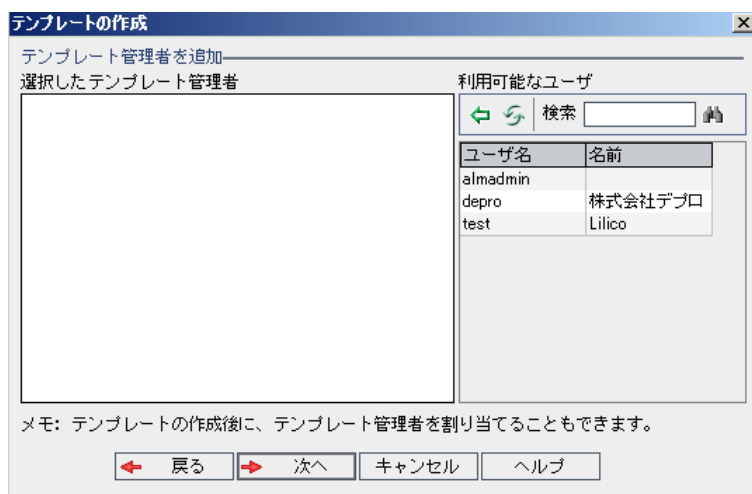 テンプレートの作成
テンプレート管理者を追加
選択したテンプレート管理者
利用可能なユーザ
検索
ユーザ名 名前
almadmin
depro 株式会社デプロ
test Lilico
メモ: テンプレートの作成後に、テンプレート管理者を割り当てることもできます。
戻る 次へ キャンセル ヘルプ